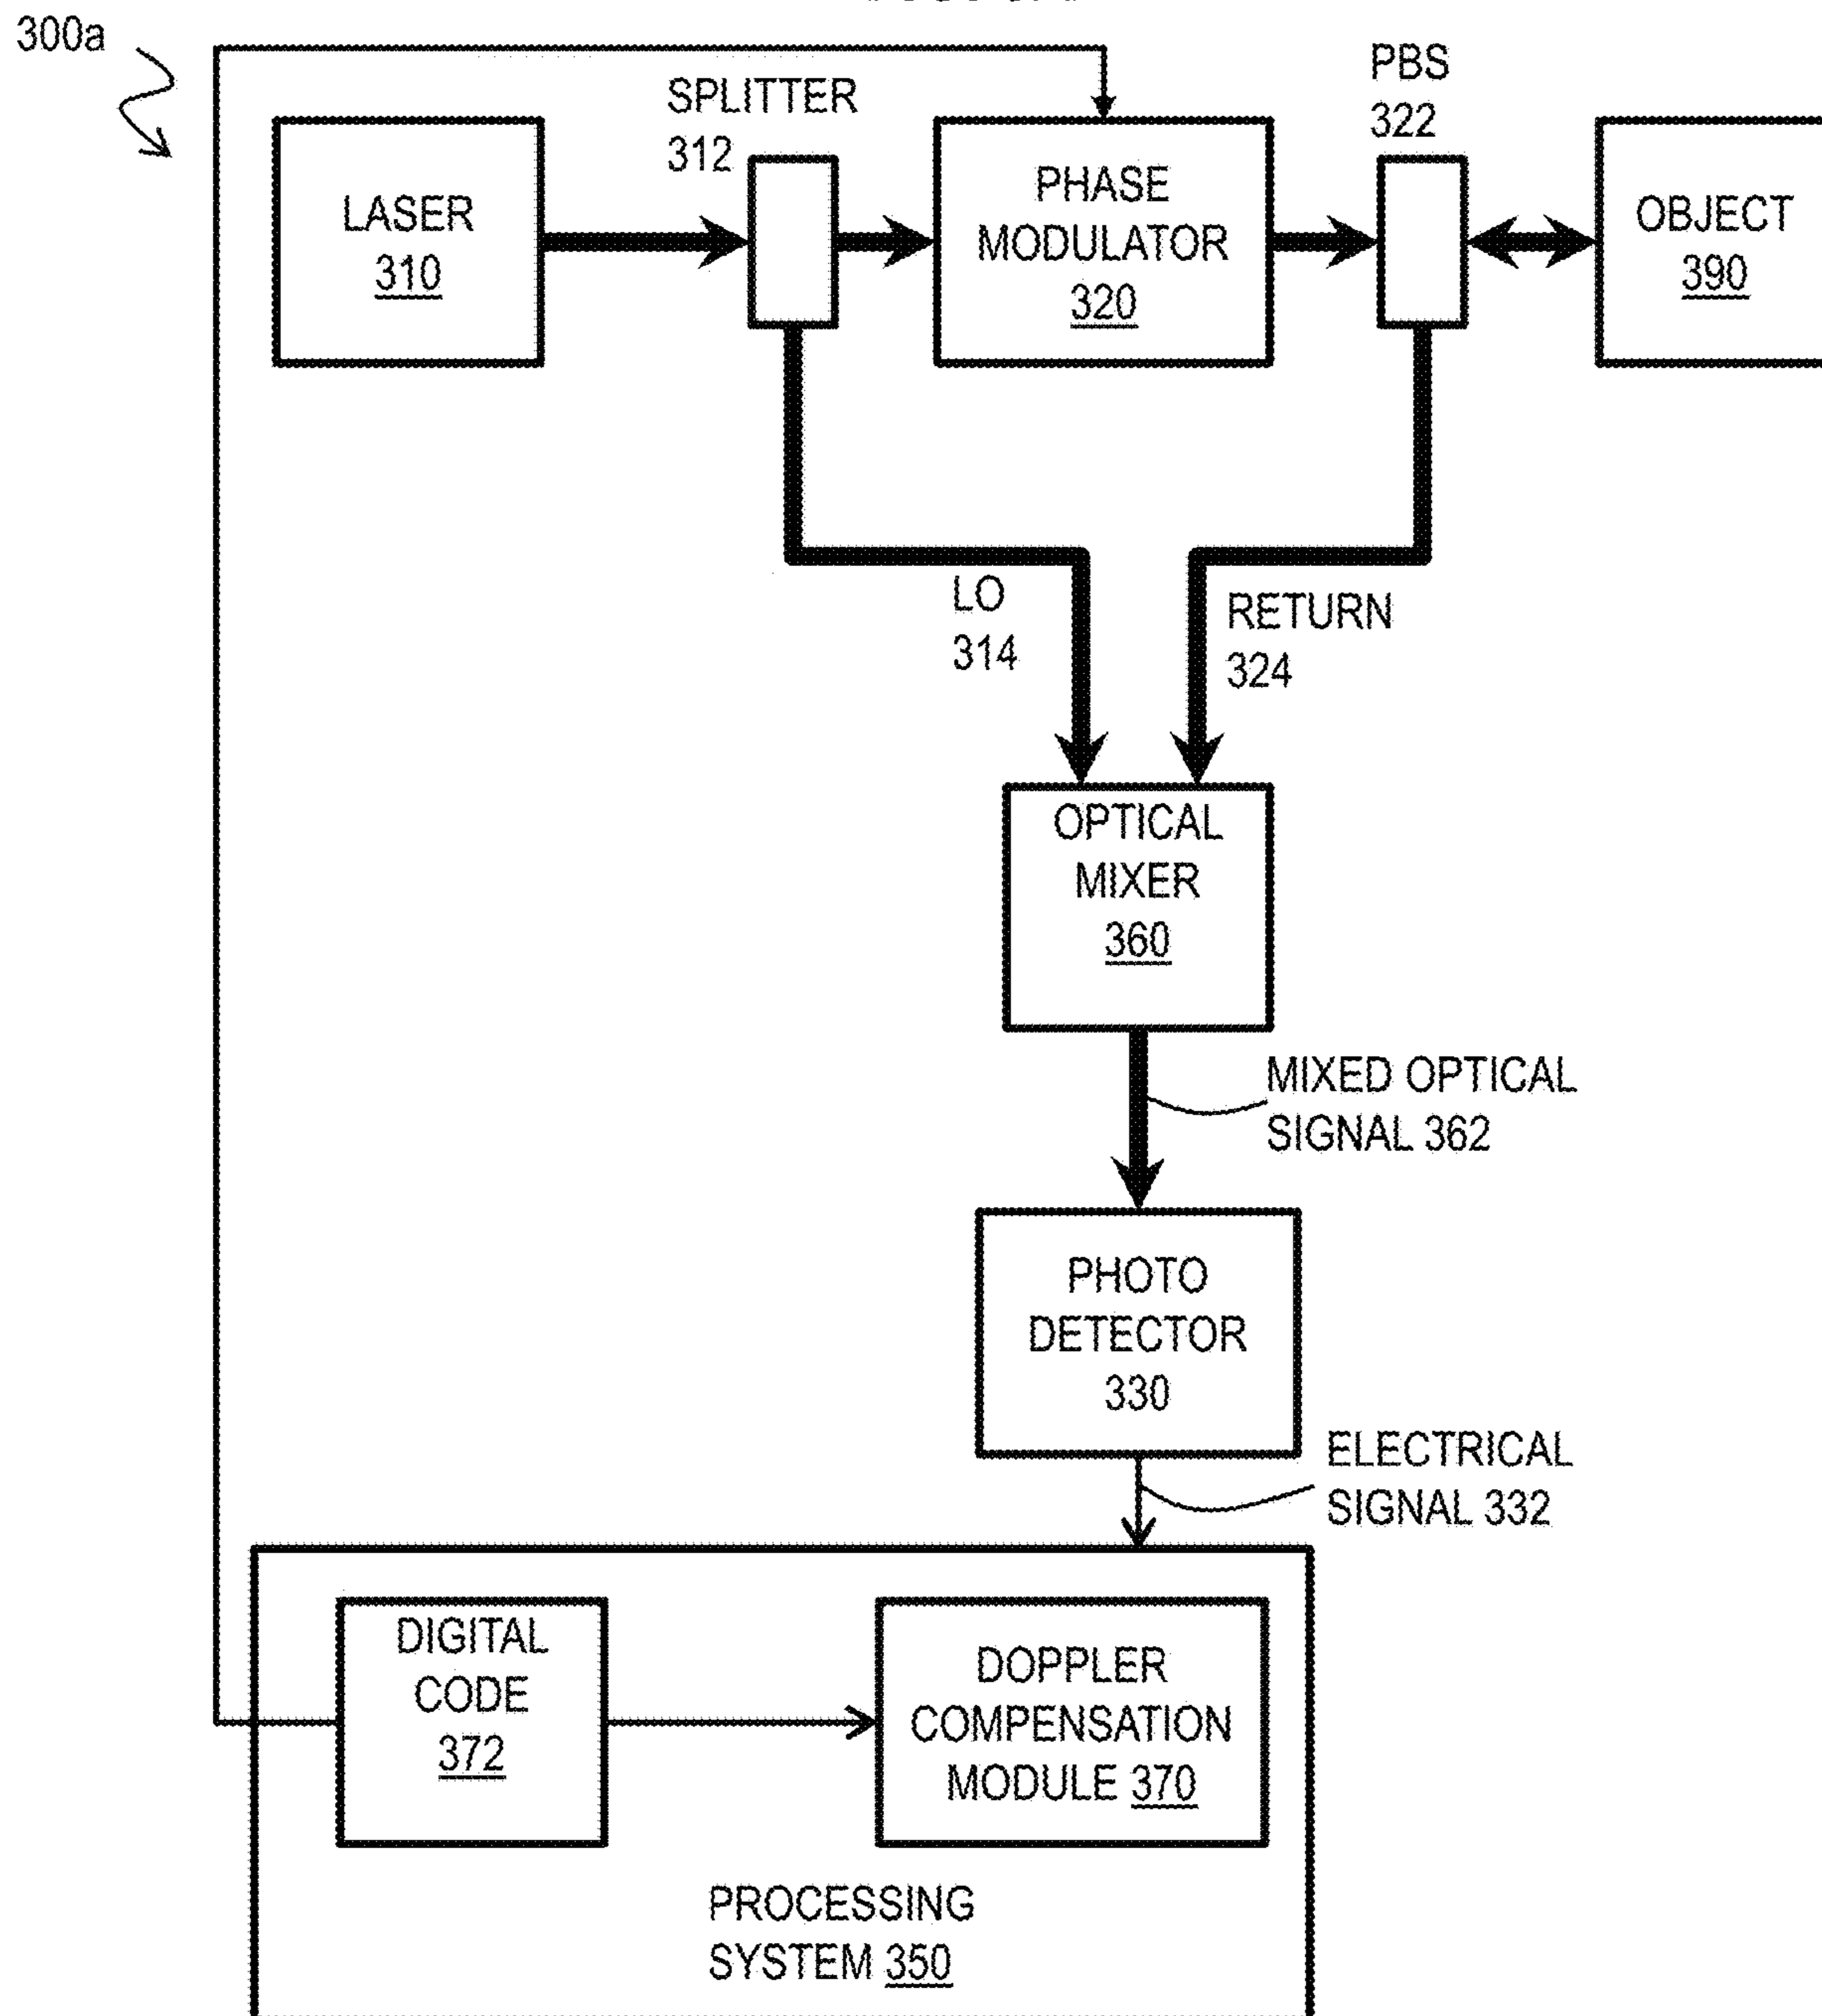 300a
SPLITTER
312
PBS
322
LASER
310
PHASE
MODULATOR
320
OBJECT
390
LO
314
RETURN
324
OPTICAL
MIXER
360
MIXED OPTICAL
SIGNAL 362
PHOTO
DETECTOR
330
ELECTRICAL
SIGNAL 332
DIGITAL
CODE
372
DOPPLER
COMPENSATION
MODULE 370
PROCESSING
SYSTEM 350